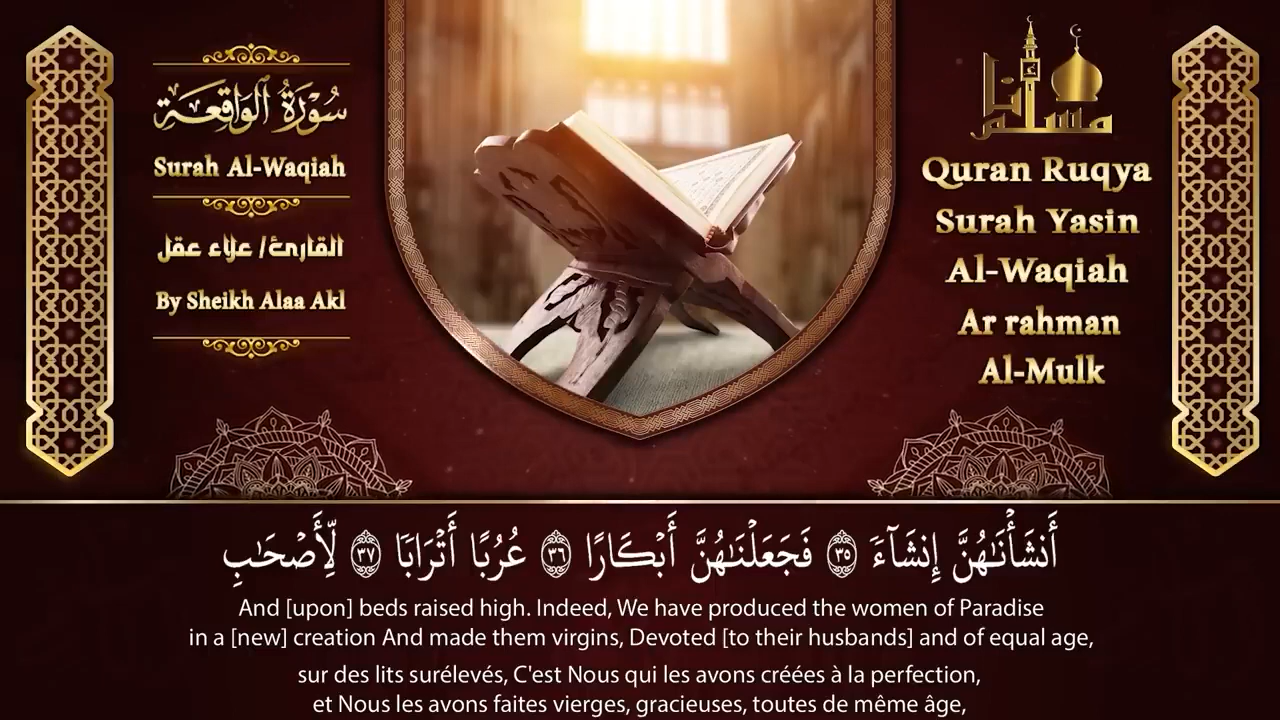 سُورَةُ الوَاقِعَة
Surah Al-Waqiah
القارئ/ علاء عقل
By Sheikh Alaa Akl
مسلم أنا
Quran Ruqya
Surah Yasin
Al-Waqiah
Ar rahman
Al-Mulk
أَنشَأْنَـٰهُنَّ إِنشَآءً ٣٥ فَجَعَلْنَـٰهُنَّ أَبْكَارًا ٣٦ عُرُبًا أَتْرَابًا ٣٧ لِّأَصْحَـٰبِ
And [upon] beds raised high. Indeed, We have produced the women of Paradise
in a [new] creation And made them virgins, Devoted [to their husbands] and of equal age,
sur des lits surélevés, C'est Nous qui les avons créées à la perfection,
et Nous les avons faites vierges, gracieuses, toutes de même âge,